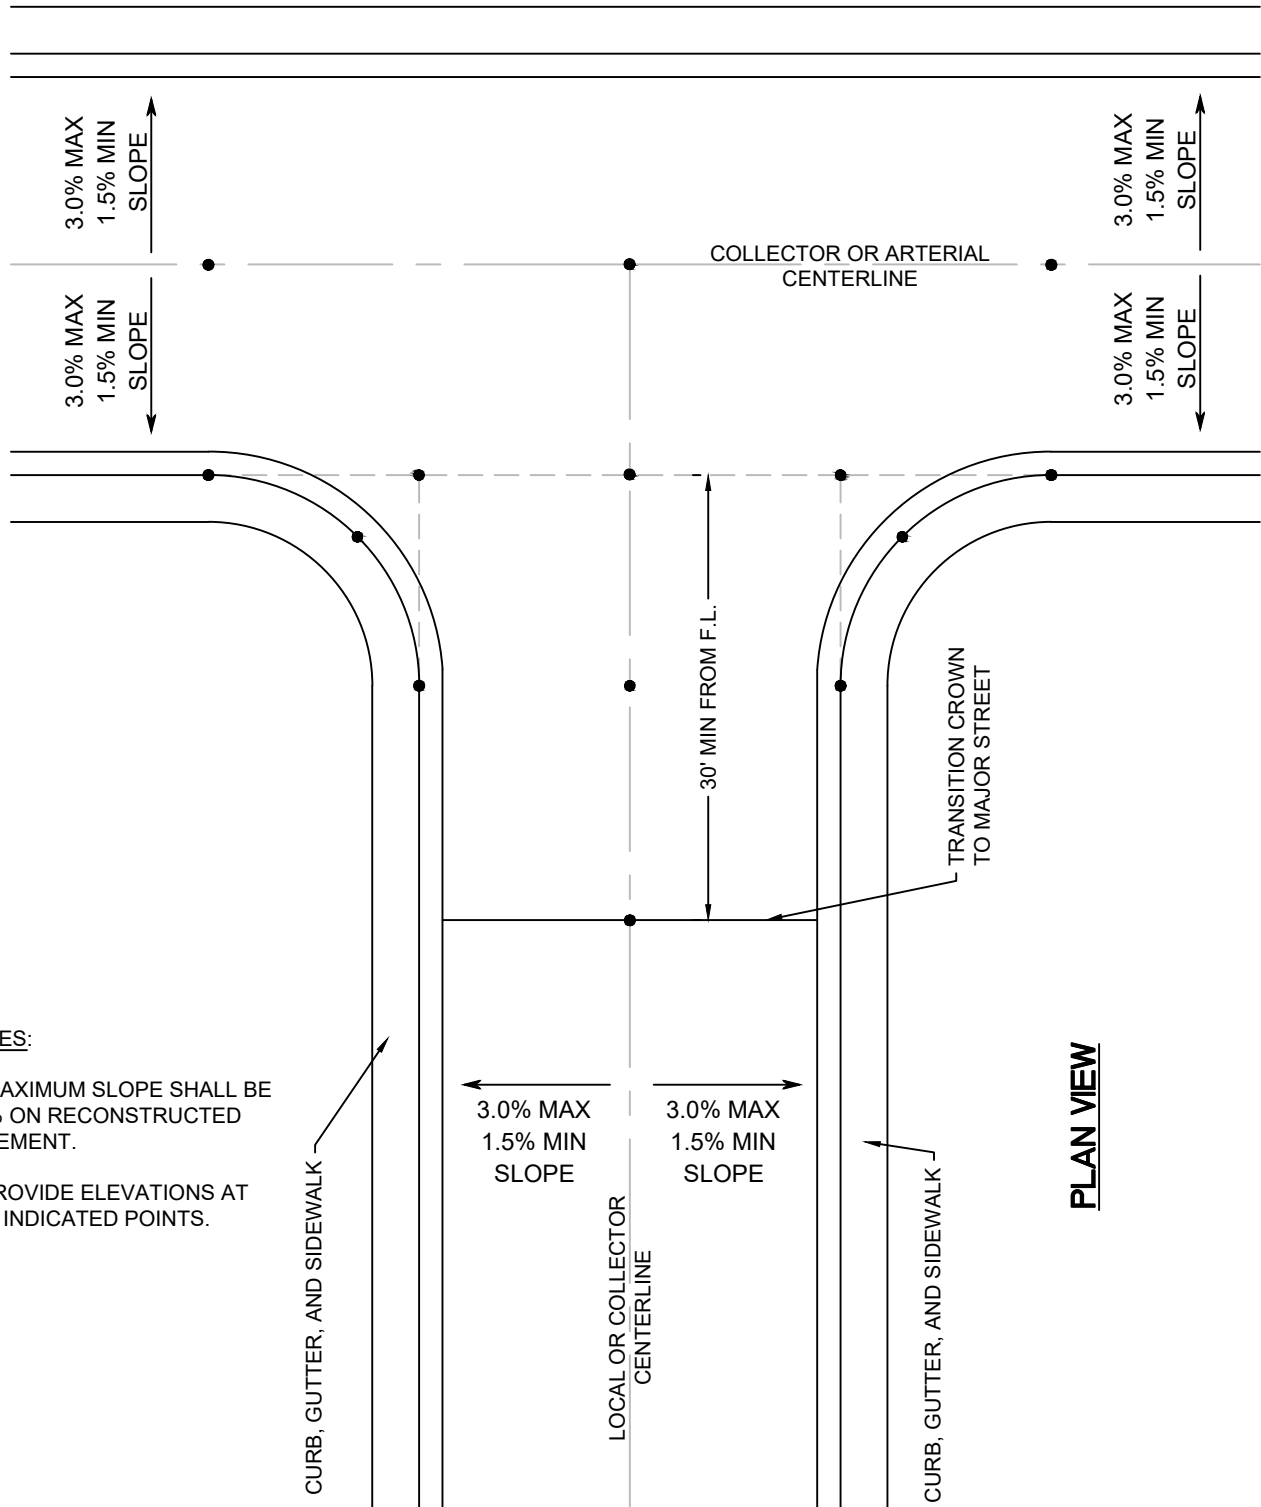 3.0% MAX
1.5% MIN
SLOPE
3.0% MAX
1.5% MIN
SLOPE
COLLECTOR OR ARTERIAL
CENTERLINE
3.0% MAX
1.5% MIN
SLOPE
3.0% MAX
1.5% MIN
SLOPE
30' MIN FROM F.L.
TRANSITION CROWN
TO MAJOR STREET
ES:
AXIMUM SLOPE SHALL BE
% ON RECONSTRUCTED
EMENT.
ROVIDE ELEVATIONS AT
INDICATED POINTS.
3.0% MAX
1.5% MIN
SLOPE
3.0% MAX
1.5% MIN
SLOPE
CURB, GUTTER, AND SIDEWALK
LOCAL OR COLLECTOR
CENTERLINE
CURB, GUTTER, AND SIDEWALK
PLAN VIEW